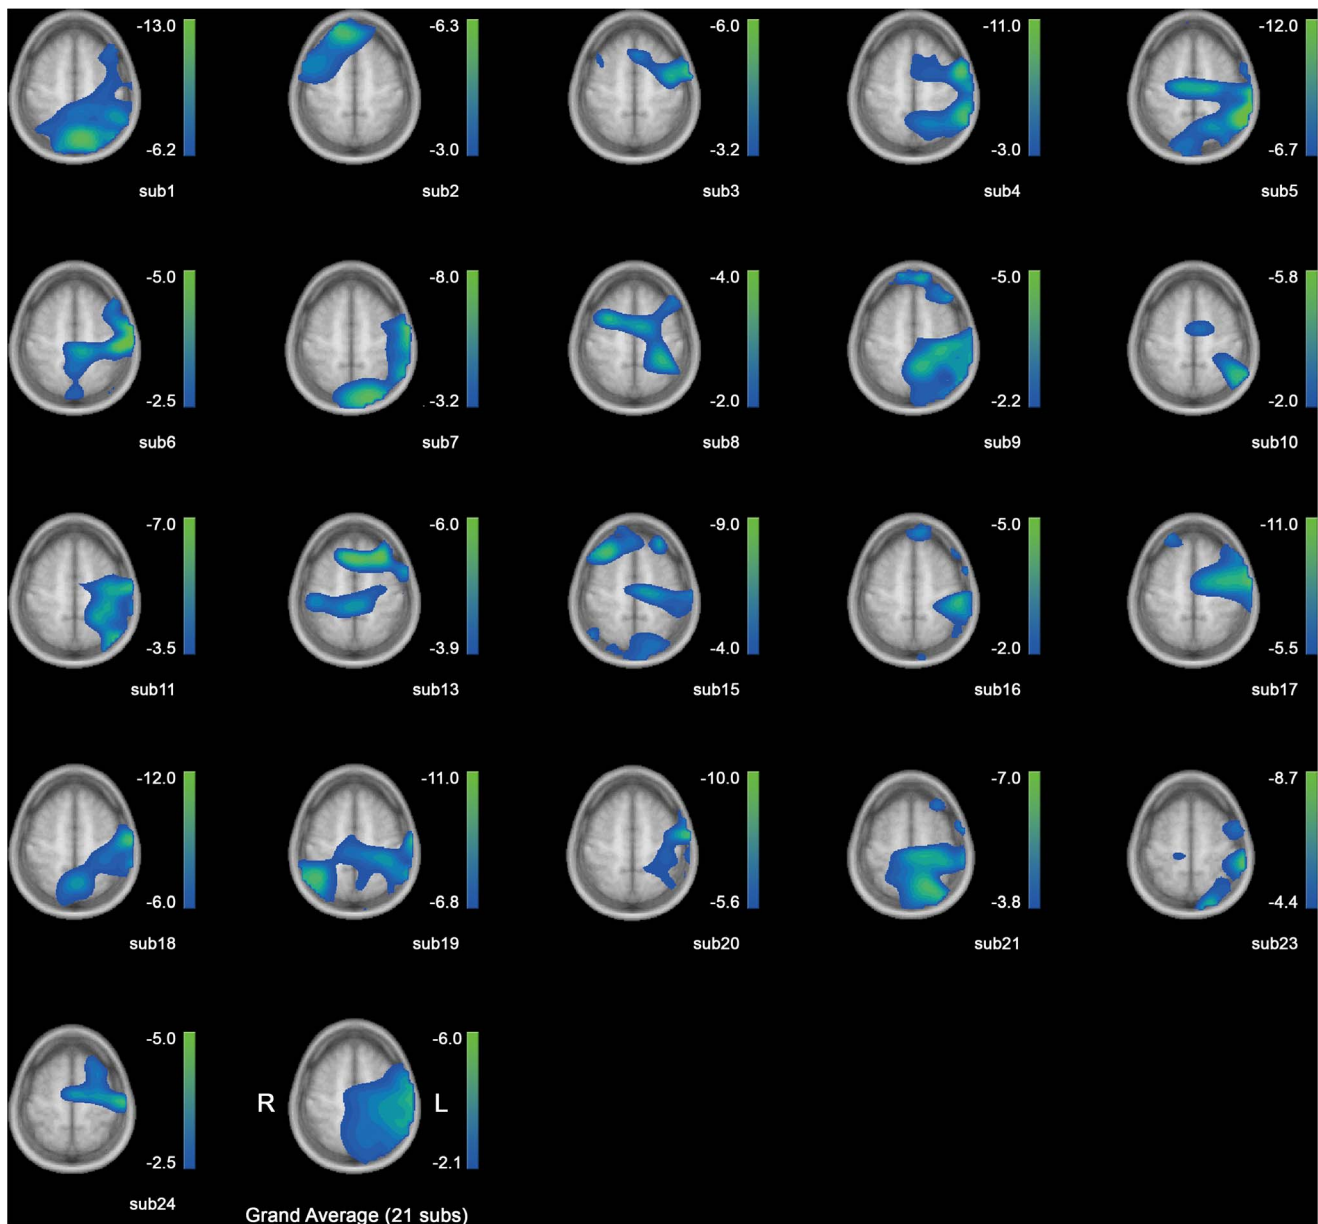 -13.0 -6.3 -6.0 -11.0 -12.0
-6.2 -3.0 -3.2 -3.0 -6.7
sub1 sub2 sub3 sub4 sub5
-5.0 -8.0 -4.0 -5.0 -5.8
-2.5 -3.2 -2.0 -2.2 -2.0
sub6 sub7 sub8 sub9 sub10
-7.0 -6.0 -9.0 -5.0 -11.0
-3.5 -3.9 -4.0 -2.0 -5.5
sub11 sub13 sub15 sub16 sub17
-12.0 -11.0 -10.0 -7.0 -8.7
-6.0 -6.8 -5.6 -3.8 -4.4
sub18 sub19 sub20 sub21 sub23
-5.0 -6.0
R L
-2.5 -2.1
sub24
Grand Average (21 subs)